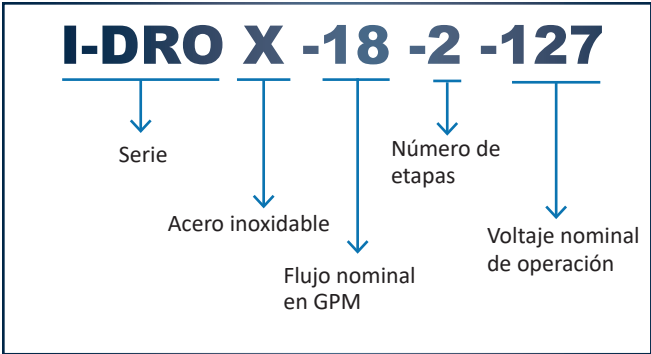 I-DRO X -18 -2 -127
Serie
Número de
etapas
Acero inoxidable
Voltaje nominal
de operación
Flujo nominal
en GPM